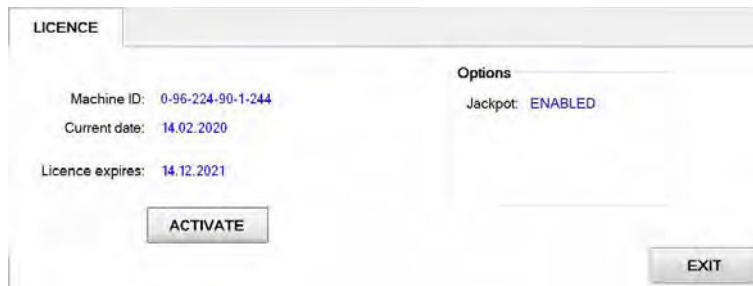 LICENCE
Machine ID: 0-96-224-90-1-244
Current date: 14.02.2020
Licence expires: 14.12.2021
ACTIVATE
Options
Jackpot: ENABLED
EXIT